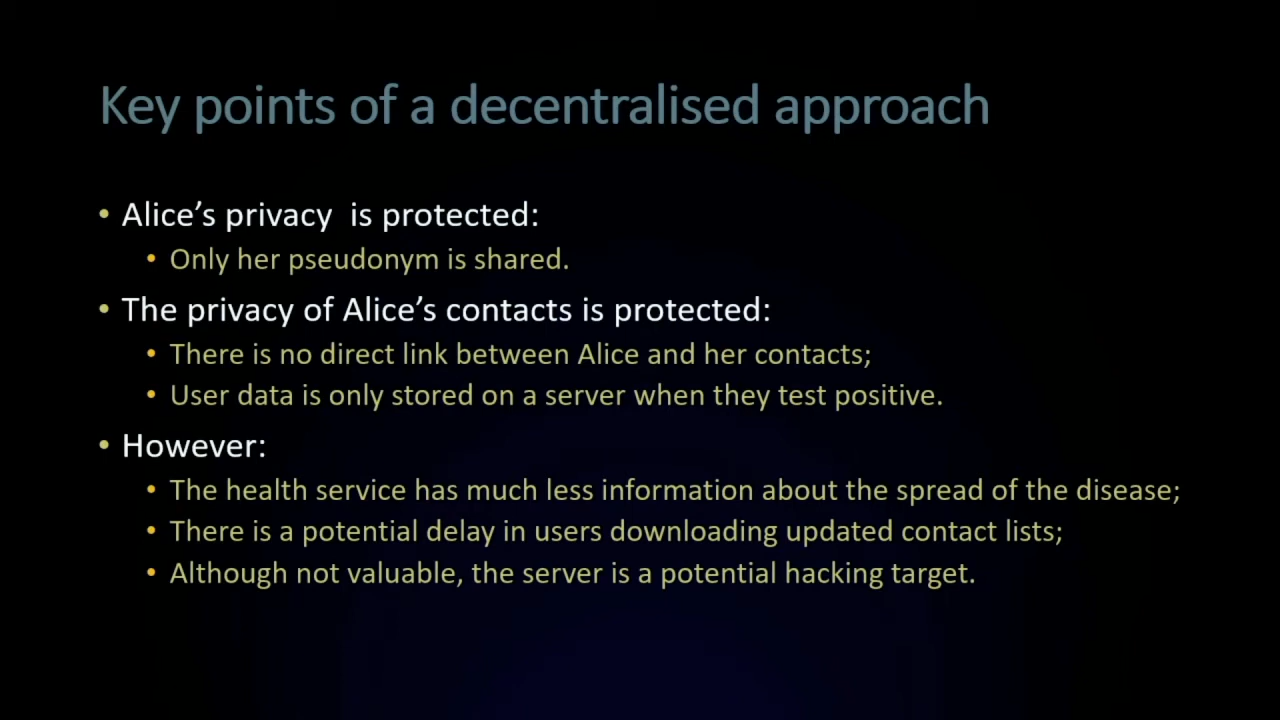 Key points of a decentralised approach
• Alice’s privacy  is protected:
• Only her pseudonym is shared.
• The privacy of Alice’s contacts is protected:
• There is no direct link between Alice and her contacts;
• User data is only stored on a server when they test positive.
• However:
• The health service has much less information about the spread of the disease;
• There is a potential delay in users downloading updated contact lists;
• Although not valuable, the server is a potential hacking target.